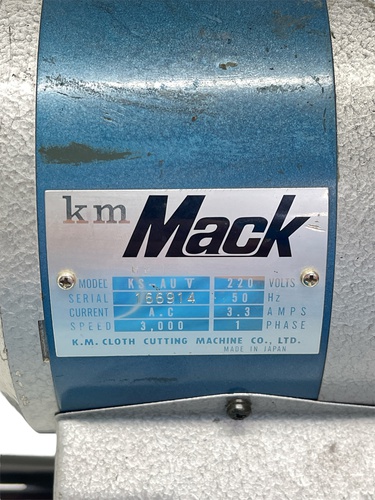 km Mack
MODEL KS-AU V 220 VOLTS
SERIAL 166914 50 Hz
CURRENT A.C 3.3 AMPS
SPEED 3,000 1 PHASE
K.M. CLOTH CUTTING MACHINE CO., LTD.
MADE IN JAPAN